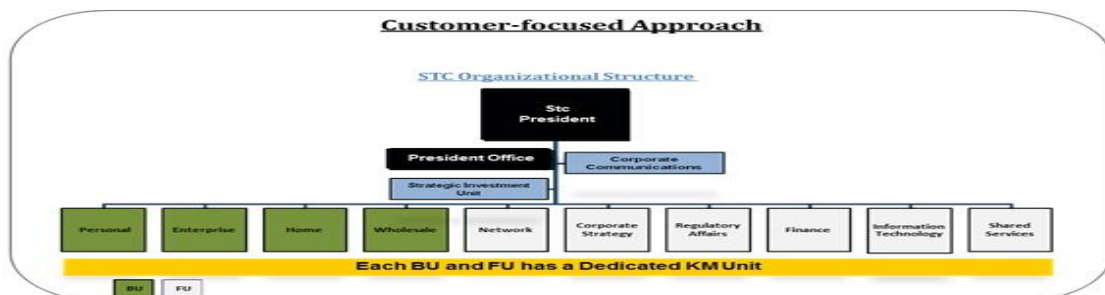 Customer-focused Approach
STC Organizational Structure
Stc
President
President Office
Corporate
Communications
Strategic Investment
Unit
Personal
Enterprise
Home
Wholesale
Network
Corporate
Strategy
Regulatory
Affairs
Finance
Information
Technology
Shared
Services
Each BU and FU has a Dedicated KM Unit
BU
FU